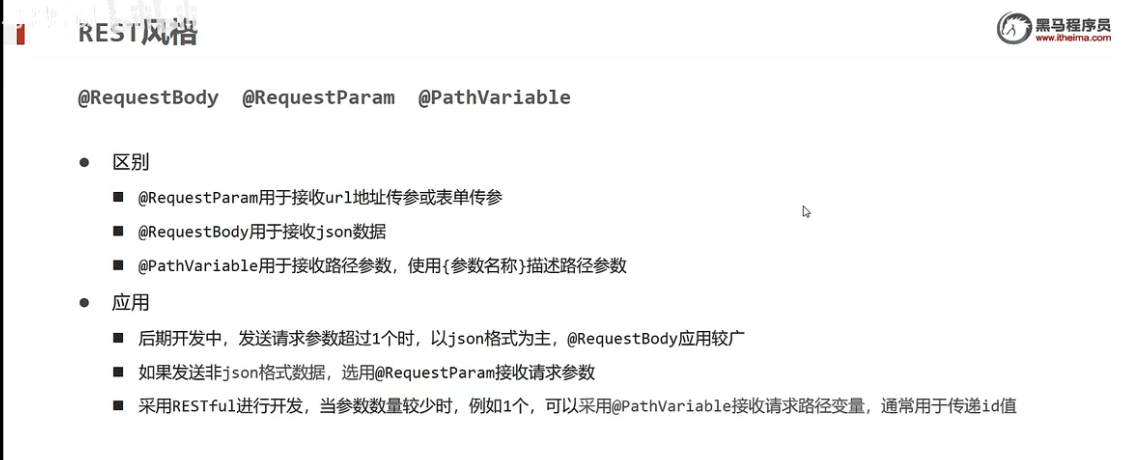 REST风格
黑马程序员
www.itheima.com
@RequestBody @RequestParam @PathVariable
区别
@RequestParam用于接收url地址传参或表单传参
@RequestBody用于接收json数据
@PathVariable用于接收路径参数，使用{参数名称}描述路径参数
应用
后期开发中，发送请求参数超过1个时，以json格式为主，@RequestBody应用较广
如果发送非json格式数据，选用@RequestParam接收请求参数
采用RESTful进行开发，当参数数量较少时，例如1个，可以采用@PathVariable接收请求路径变量，通常用于传递id值